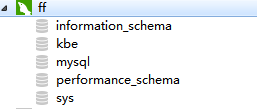 ff
information_schema
kbe
mysql
performance_schema
sys